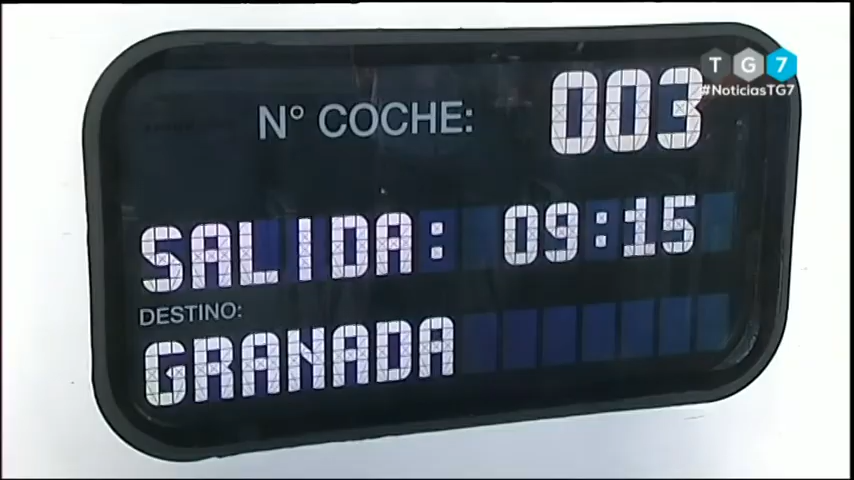 TG7
#NoticiasTG7
Nº COCHE: 003
SALIDA: 09:15
DESTINO:
GRANADA